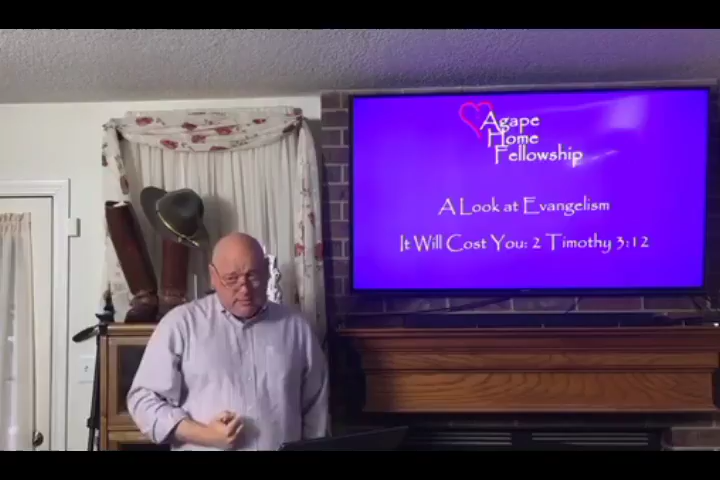 Agape
Home
Fellowship
A Look at Evangelism
It Will Cost You: 2 Timothy 3:12